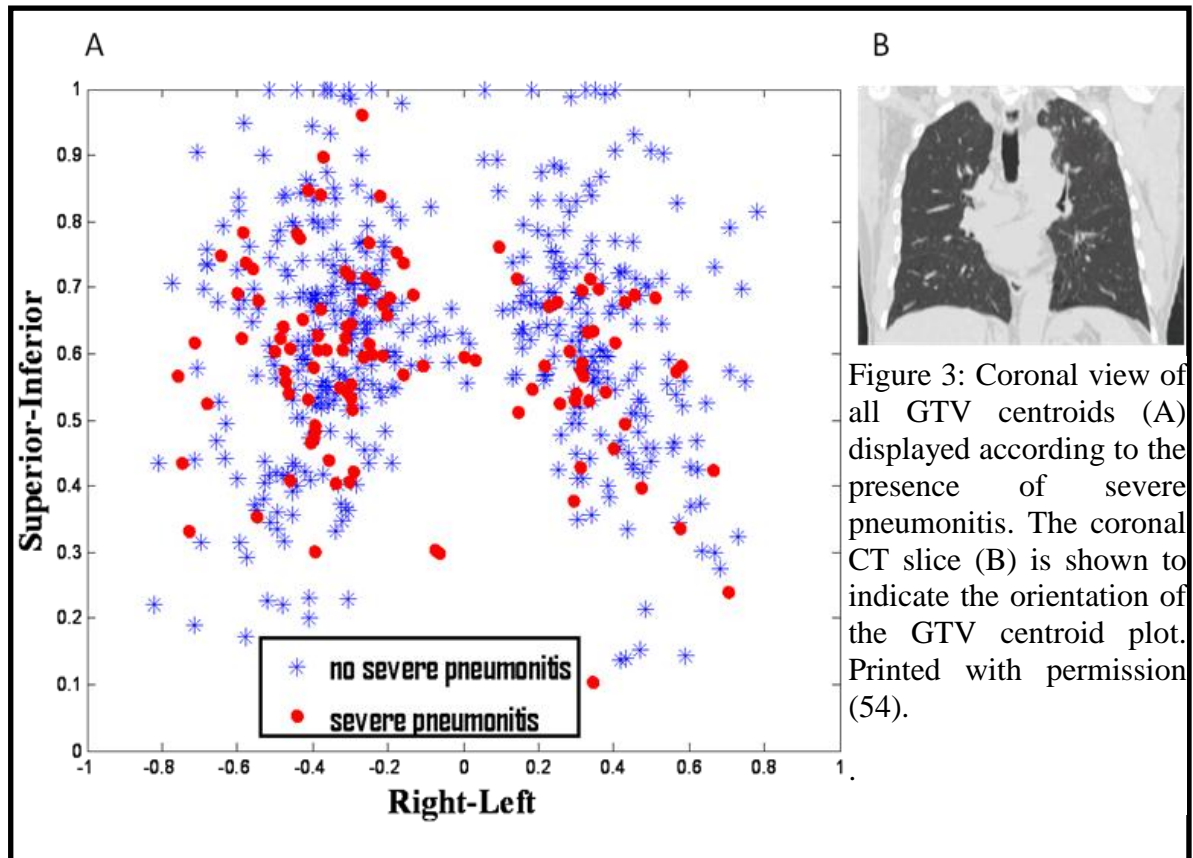 A
B
1
0.9
0.8
0.7
0.6
0.5
0.4
0.3
0.2
0.1
0
Superior-Inferior
no severe pneumonitis
severe pneumonitis
-1
-0.8
-0.6
-0.4
-0.2
0
0.2
0.4
0.6
0.8
1
Right-Left
Figure 3: Coronal view of
all GTV centroids (A)
displayed according to the
presence of severe
pneumonitis. The coronal
CT slice (B) is shown to
indicate the orientation of
the GTV centroid plot.
Printed with permission
(54).
.